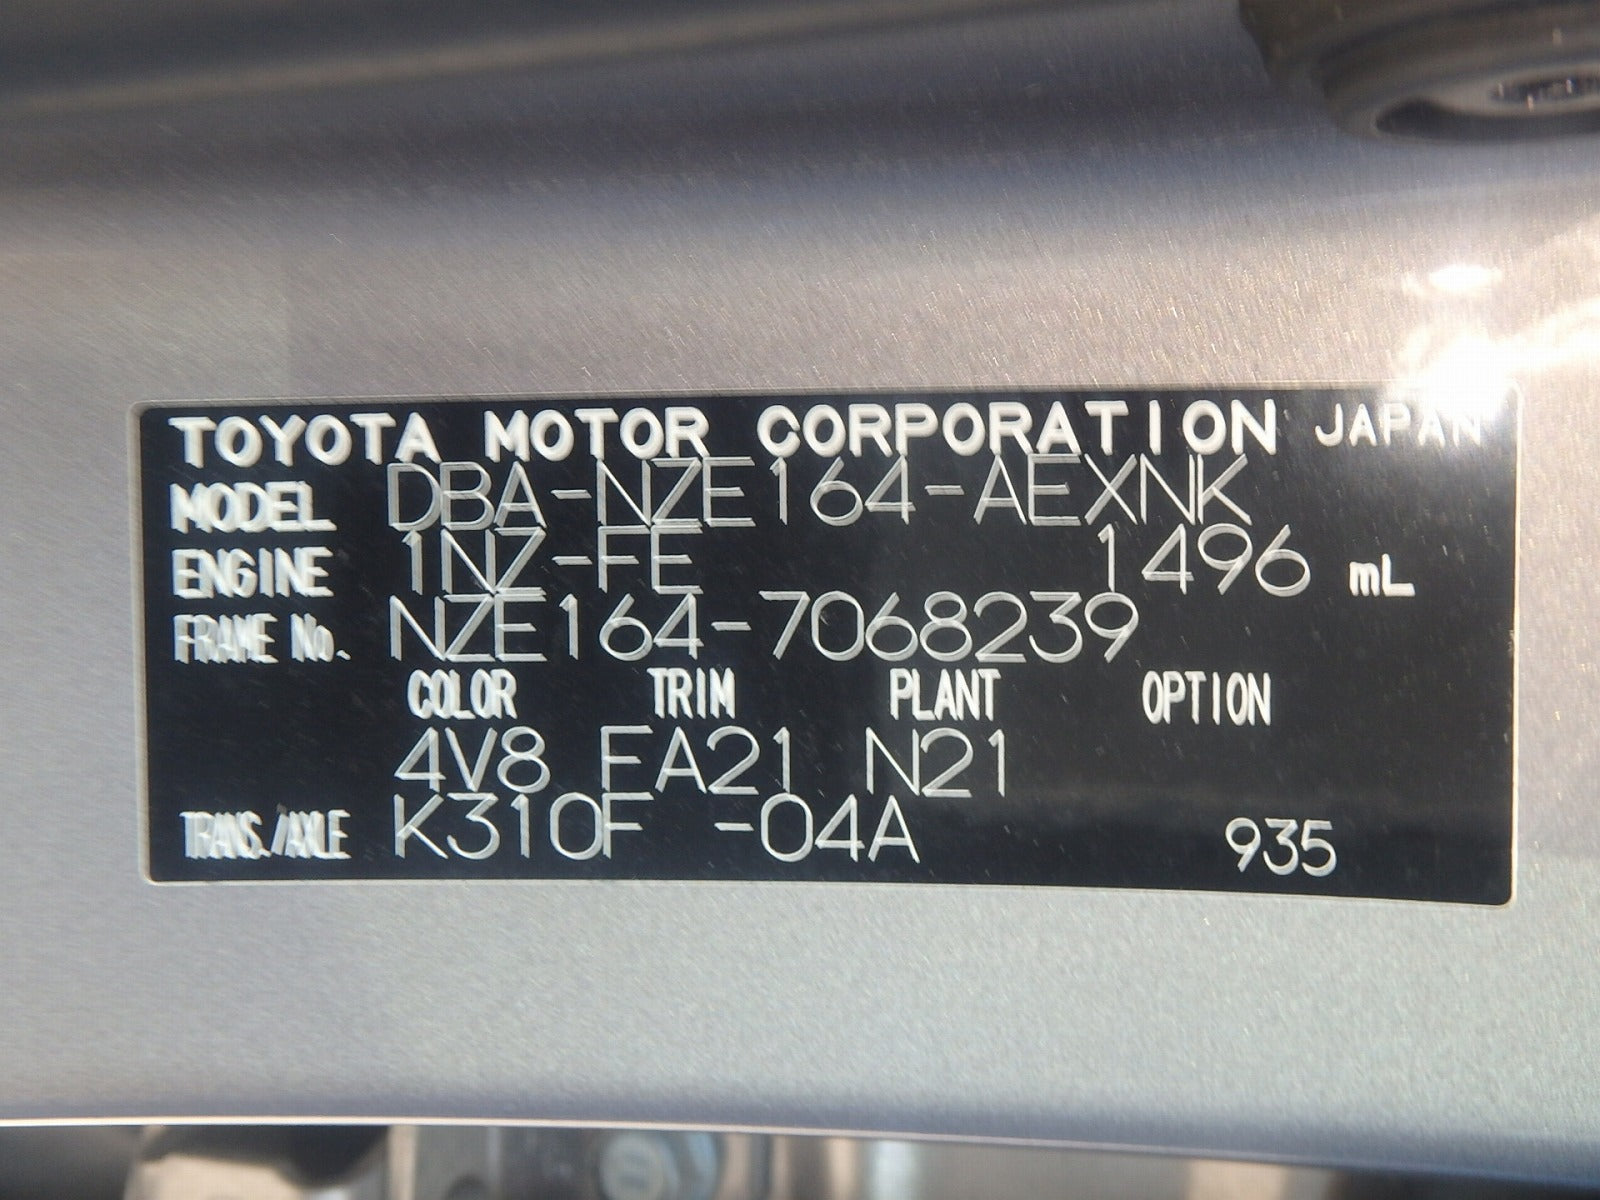 TOYOTA MOTOR CORPORATION JAPAN
MODEL DBA-NZE164-AEXNK
ENGINE 1NZ-FE 1496 mL
FRAME No. NZE164-7068239
COLOR TRIM PLANT OPTION
4V8 EA21 N21
TRANS./AXLE K310F -04A 935